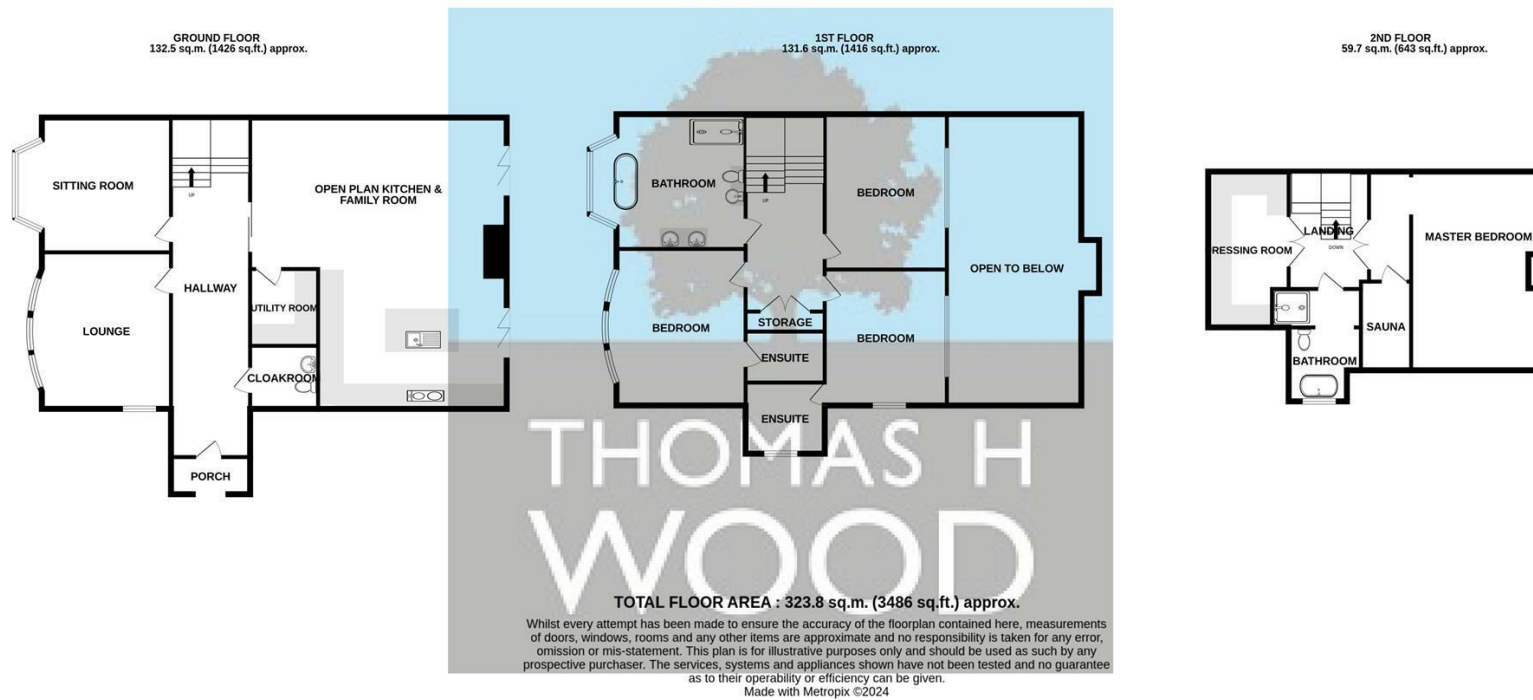 GROUND FLOOR
132.5 sq.m. (1426 sq.ft.) approx.
SITTING ROOM
UP
OPEN PLAN KITCHEN &
FAMILY ROOM
HALLWAY
LOUNGE
UTILITY ROOM
CLOAKROOM
PORCH
1ST FLOOR
131.6 sq.m. (1416 sq.ft.) approx.
BATHROOM
UP
BEDROOM
OPEN TO BELOW
STORAGE
BEDROOM
BEDROOM
ENSUITE
ENSUITE
2ND FLOOR
59.7 sq.m. (643 sq.ft.) approx.
LANDING
DOWN
RESSING ROOM
MASTER BEDROOM
SAUNA
BATHROOM
THOMAS H
WOOD
TOTAL FLOOR AREA : 323.8 sq.m. (3486 sq.ft.) approx.
Whilst every attempt has been made to ensure the accuracy of the floorplan contained here, measurements
of doors, windows, rooms and any other items are approximate and no responsibility is taken for any error,
omission or mis-statement. This plan is for illustrative purposes only and should be used as such by any
prospective purchaser. The services, systems and appliances shown have not been tested and no guarantee
as to their operability or efficiency can be given.
Made with Metropix ©2024